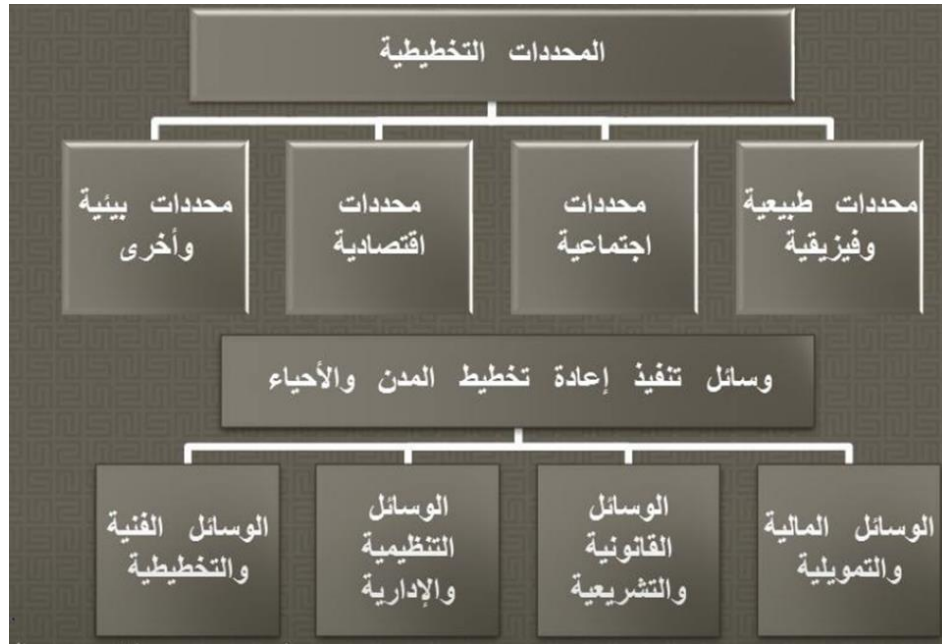 المحددات التخطيطية
محددات طبيعية
وفيزيقية
محددات
اجتماعية
محددات
اقتصادية
محددات بيئية
وأخرى
وسائل تنفيذ إعادة تخطيط المدن والأحياء
الوسائل المالية
والتمويلية
الوسائل
القانونية
والتشريعية
الوسائل
التنظيمية
والإدارية
الوسائل الفنية
والتخطيطية